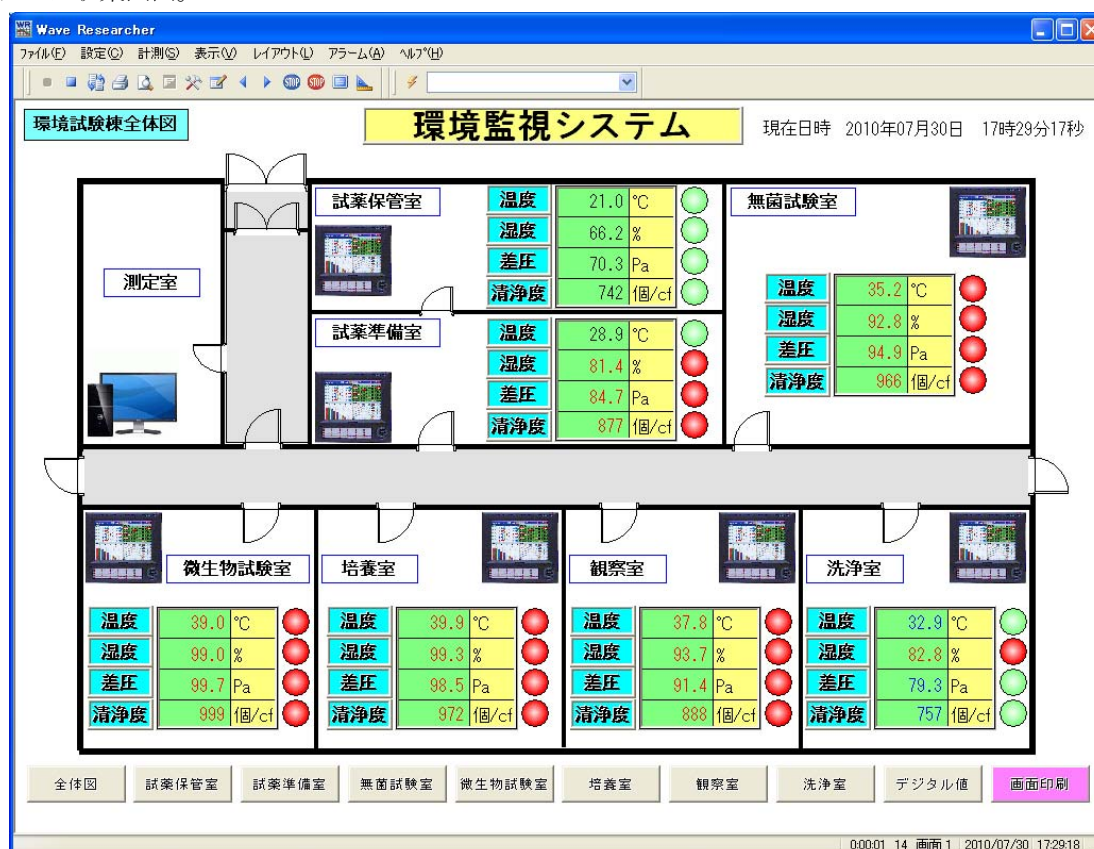 Wave Researcher
ファイル(F) 設定(C) 計測(S) 表示(V) レイアウト(L) アラーム(A) ヘルプ(H)
STOP STOP
環境試験棟全体図
環境監視システム
現在日時 2010年07月30日 17時29分17秒
測定室
試薬保管室
温度 21.0 ℃
湿度 66.2 %
差圧 70.3 Pa
清浄度 742 個/cf
試薬準備室
温度 28.9 ℃
湿度 81.4 %
差圧 84.7 Pa
清浄度 877 個/cf
無菌試験室
温度 35.2 ℃
湿度 92.8 %
差圧 94.9 Pa
清浄度 966 個/cf
微生物試験室
温度 39.0 ℃
湿度 99.0 %
差圧 99.7 Pa
清浄度 999 個/cf
培養室
温度 39.9 ℃
湿度 99.3 %
差圧 98.5 Pa
清浄度 972 個/cf
観察室
温度 37.8 ℃
湿度 93.7 %
差圧 91.4 Pa
清浄度 888 個/cf
洗浄室
温度 32.9 ℃
湿度 82.8 %
差圧 79.3 Pa
清浄度 757 個/cf
全体図 試薬保管室 試薬準備室 無菌試験室 微生物試験室 培養室 観察室 洗浄室 デジタル値 画面印刷
0:00:01 14 画面 1 2010/07/30 17:29:18